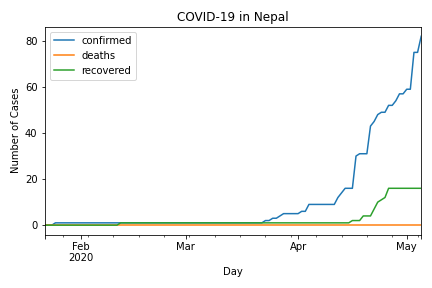 COVID-19 in Nepal
confirmed
deaths
recovered
Number of Cases
80
60
40
20
0
Feb
2020
Mar
Apr
May
Day